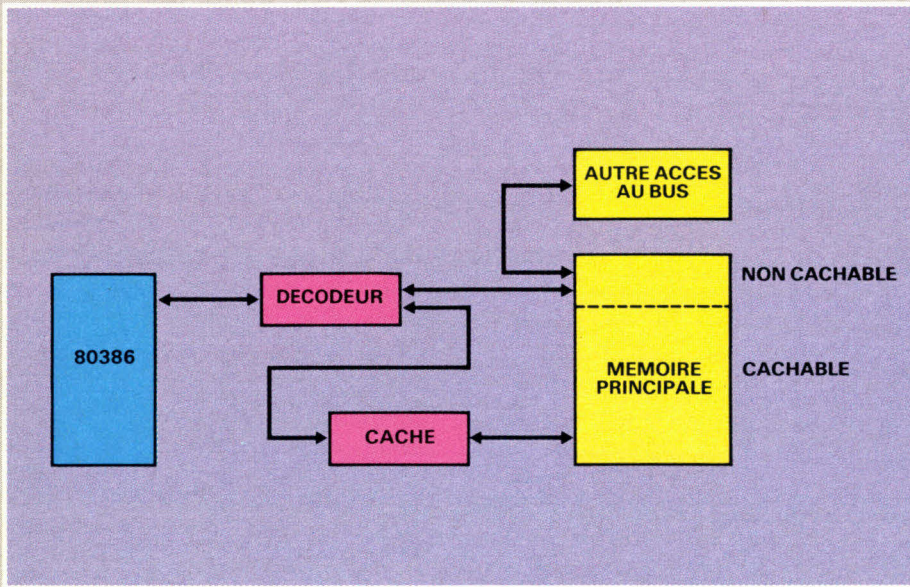 AUTRE ACCES
AU BUS
NON CACHABLE
DECODEUR
80386
MEMOIRE
PRINCIPALE
CACHABLE
CACHE